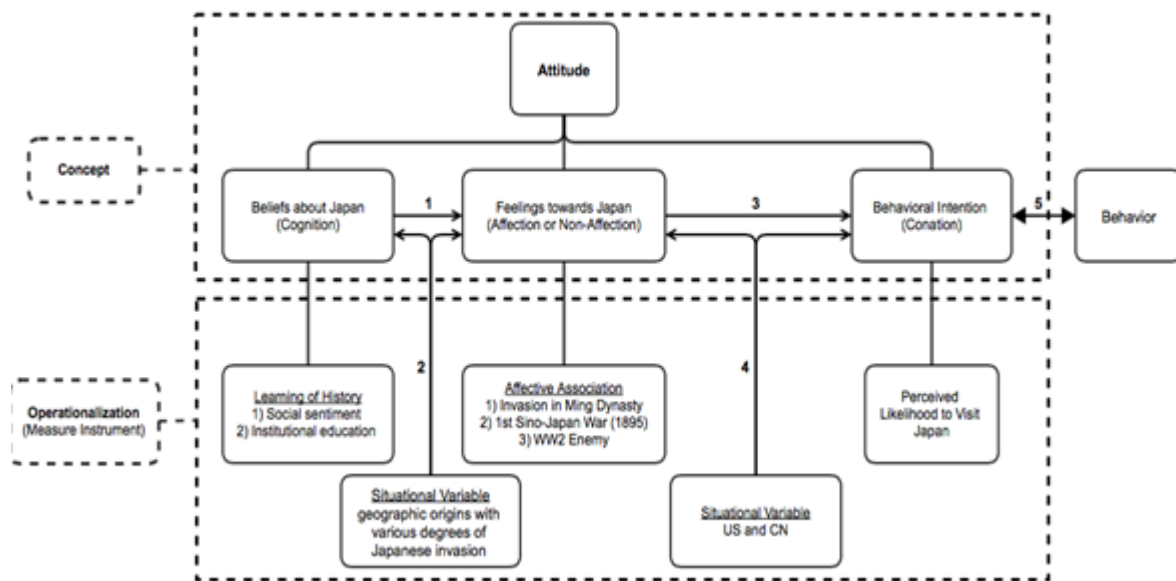 Attitude
Concept
Beliefs about Japan
(Cognition)
1
Feelings towards Japan
(Affection or Non-Affection)
3
Behavioral Intention
(Conation)
5
Behavior
2
4
Operationalization
(Measure Instrument)
Learning of History
1) Social sentiment
2) Institutional education
Affective Association
1) Invasion in Ming Dynasty
2) 1st Sino-Japan War (1895)
3) WW2 Enemy
Perceived
Likelihood to Visit
Japan
Situational Variable
geographic origins with
various degrees of
Japanese invasion
Situational Variable
US and CN